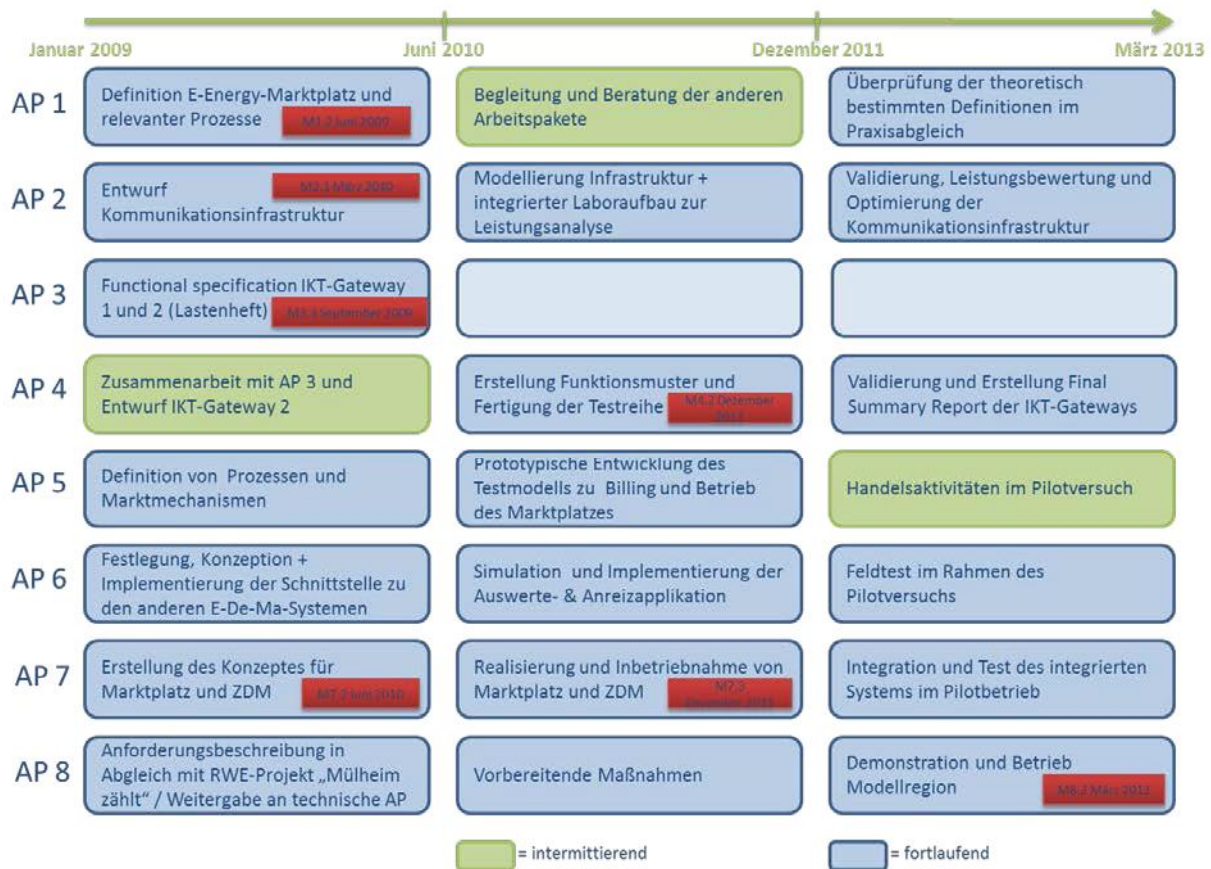 Januar 2009 Juni 2010 Dezember 2011 März 2013
AP 1
Definition E-Energy-Marktplatz und
relevanter Prozesse
M1.2 Juni 2009
Begleitung und Beratung der anderen
Arbeitspakete
Überprüfung der theoretisch
bestimmten Definitionen im
Praxisabgleich
AP 2
Entwurf
Kommunikationsinfrastruktur
M2.1 März 2010
Modellierung Infrastruktur +
integrierter Laboraufbau zur
Leistungsanalyse
Validierung, Leistungsbewertung und
Optimierung der
Kommunikationsinfrastruktur
AP 3
Functional specification IKT-Gateway
1 und 2 (Lastenheft)
September 2009
AP 4
Zusammenarbeit mit AP 3 und
Entwurf IKT-Gateway 2
Erstellung Funktionsmuster und
Fertigung der Testreihe
M4.2 Dezember
Validierung und Erstellung Final
Summary Report der IKT-Gateways
AP 5
Definition von Prozessen und
Marktmechanismen
Prototypische Entwicklung des
Testmodells zu Billing und Betrieb
des Marktplatzes
Handelsaktivitäten im Pilotversuch
AP 6
Festlegung, Konzeption +
Implementierung der Schnittstelle zu
den anderen E-De-Ma-Systemen
Simulation und Implementierung der
Auswerte- & Anreizapplikation
Feldtest im Rahmen des
Pilotversuchs
AP 7
Erstellung des Konzeptes für
Marktplatz und ZDM
M7.2 Juni 2010
Realisierung und Inbetriebnahme von
Marktplatz und ZDM
M7.3
Integration und Test des integrierten
Systems im Pilotbetrieb
AP 8
Anforderungsbeschreibung in
Abgleich mit RWE-Projekt „Mülheim
zählt“ / Weitergabe an technische AP
Vorbereitende Maßnahmen
Demonstration und Betrieb
Modellregion
M8.2 März
= intermittierend
= fortlaufend